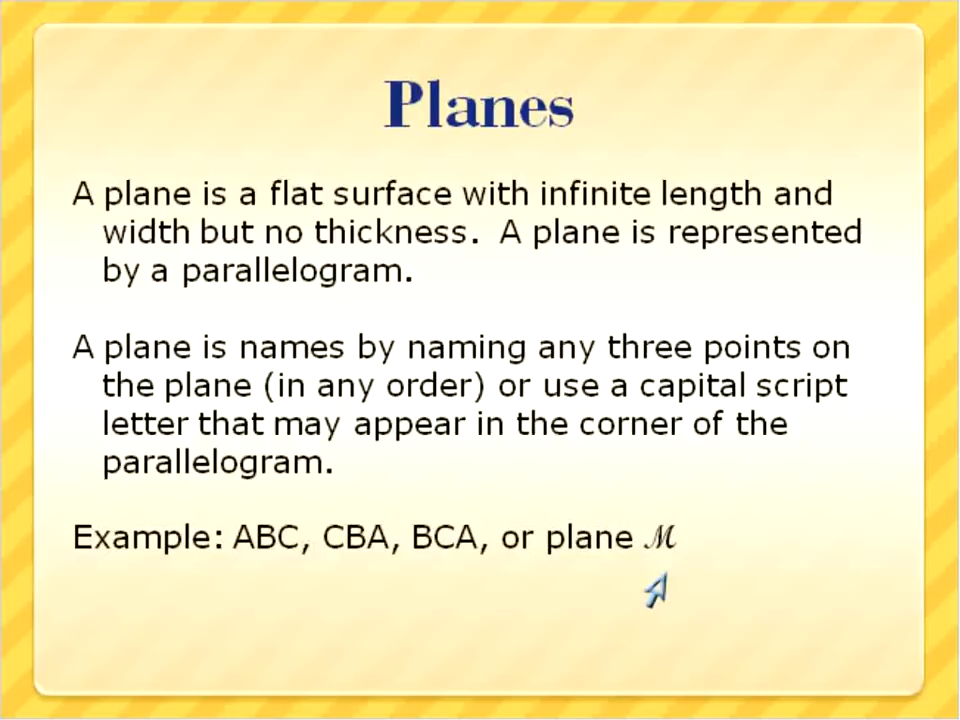 Planes
A plane is a flat surface with infinite length and
width but no thickness.  A plane is represented
by a parallelogram.
A plane is names by naming any three points on
the plane (in any order) or use a capital script
letter that may appear in the corner of the
parallelogram.
Example: ABC, CBA, BCA, or plane ℳ